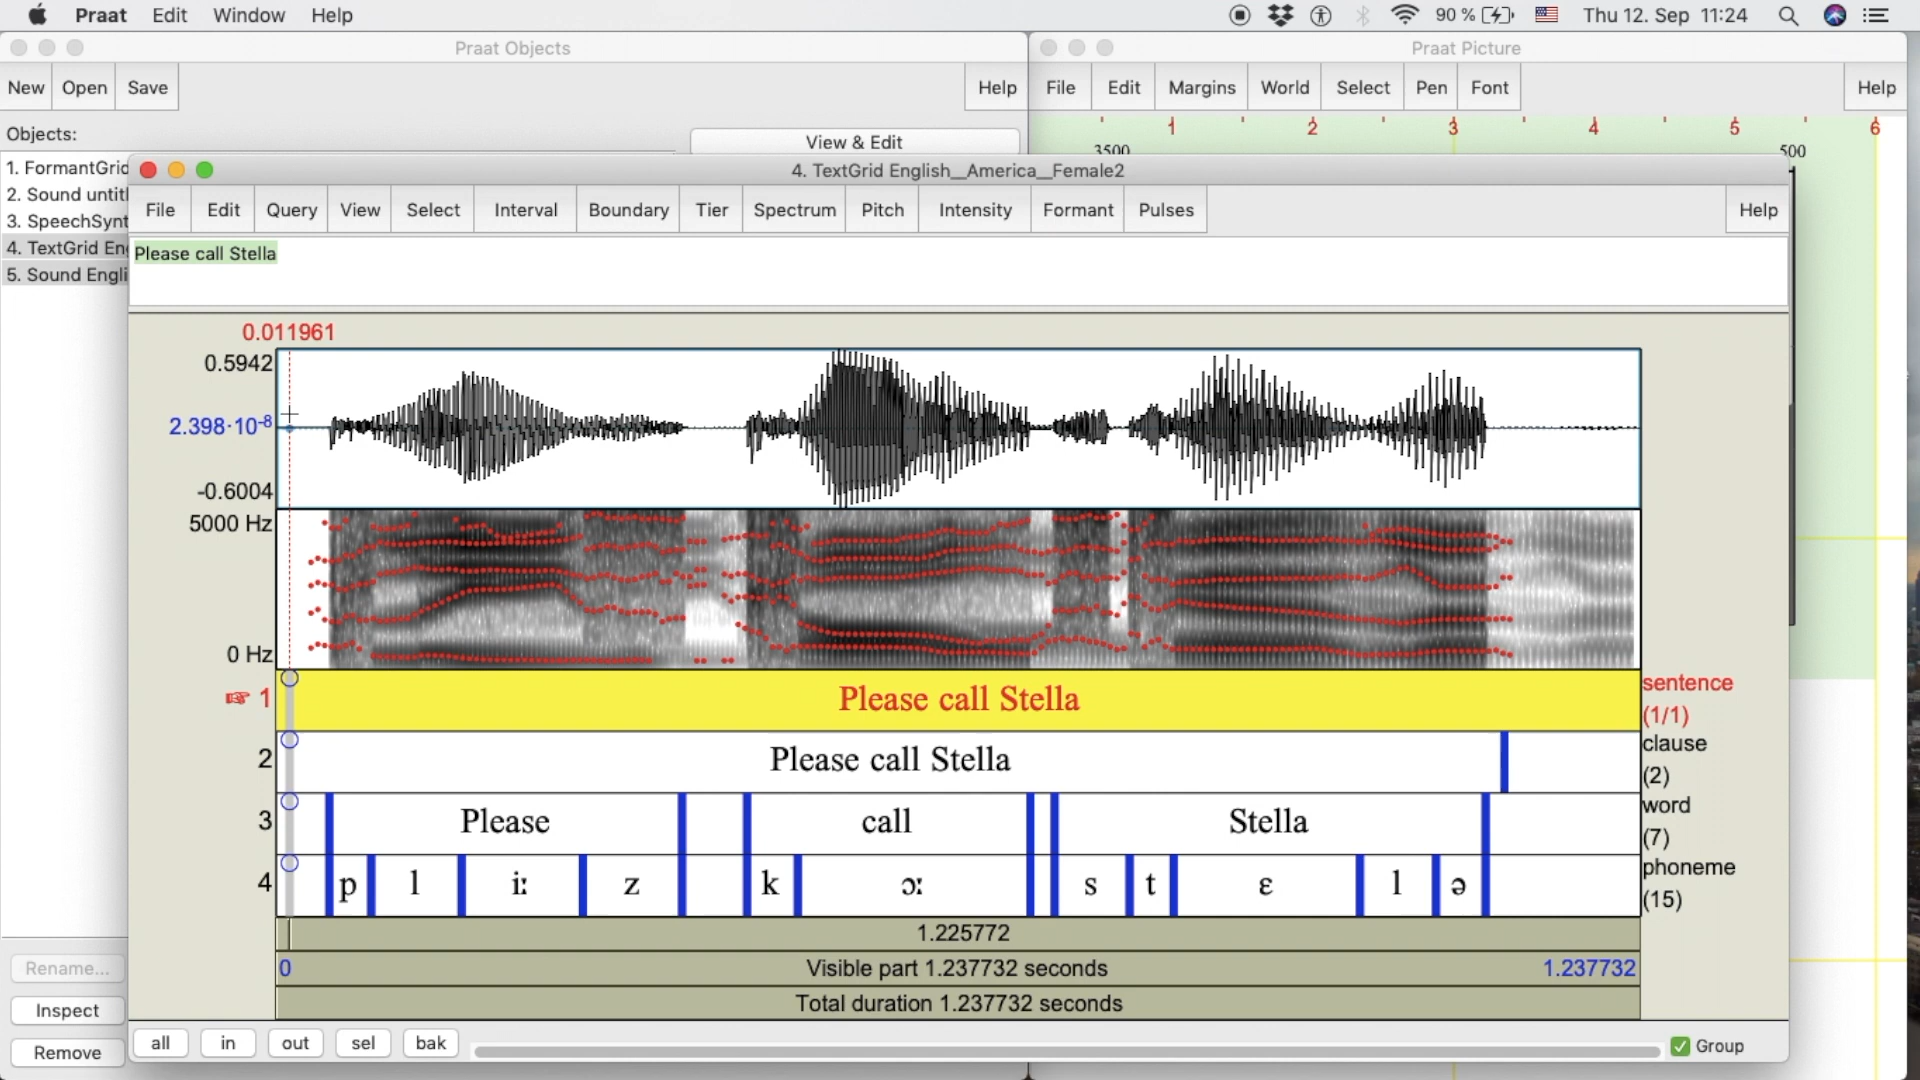 Praat Edit Window Help 90 % Thu 12. Sep 11:24
Praat Objects
Praat Picture
New Open Save Help
File Edit Margins World Select Pen Font Help
Objects:
View & Edit
1 2 3 4 5 6
3500 500
1. FormantGrid
2. Sound untitl
3. SpeechSynt
4. TextGrid Eng
5. Sound Engli
4. TextGrid English__America__Female2
File Edit Query View Select Interval Boundary Tier Spectrum Pitch Intensity Formant Pulses Help
Please call Stella
0.011961
0.5942
2.398·10-8
-0.6004
5000 Hz
0 Hz
☞ 1 Please call Stella sentence
(1/1)
2 Please call Stella clause
(2)
3 Please call Stella word
(7)
4 p l iː z k ɔː s t ɛ l ə phoneme
(15)
1.225772
0 Visible part 1.237732 seconds 1.237732
Total duration 1.237732 seconds
Rename...
Inspect
Remove
all in out sel bak Group